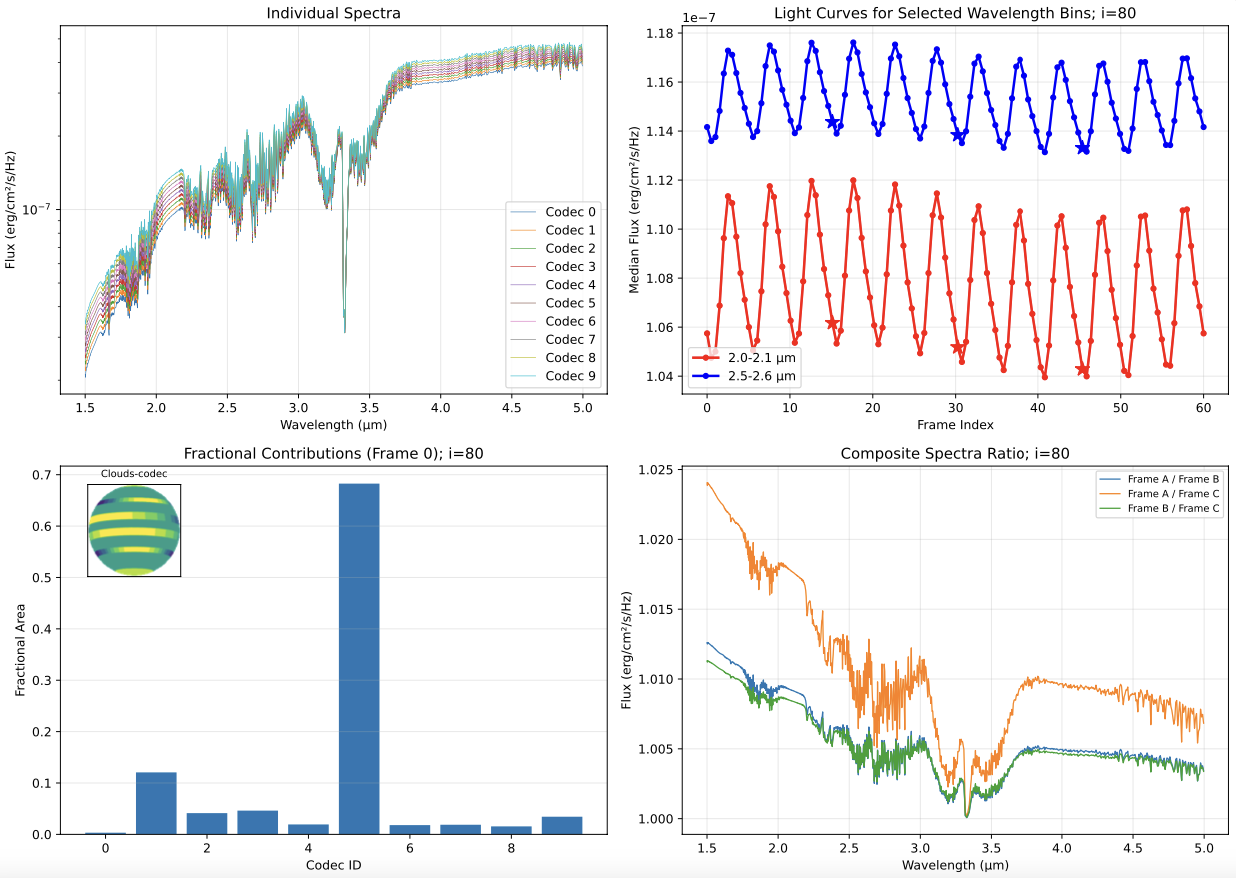 Individual Spectra
Flux (erg/cm²/s/Hz)
10⁻⁷
Codec 0
Codec 1
Codec 2
Codec 3
Codec 4
Codec 5
Codec 6
Codec 7
Codec 8
Codec 9
1.5 2.0 2.5 3.0 3.5 4.0 4.5 5.0
Wavelength (μm)
Light Curves for Selected Wavelength Bins; i=80
1e−7
Median Flux (erg/cm²/s/Hz)
1.18
1.16
1.14
1.12
1.10
1.08
1.06
1.04
2.0-2.1 μm
2.5-2.6 μm
0 10 20 30 40 50 60
Frame Index
Fractional Contributions (Frame 0); i=80
Clouds-codec
Fractional Area
0.7
0.6
0.5
0.4
0.3
0.2
0.1
0.0
0 2 4 6 8
Codec ID
Composite Spectra Ratio; i=80
Flux (erg/cm²/s/Hz)
1.025
1.020
1.015
1.010
1.005
1.000
Frame A / Frame B
Frame A / Frame C
Frame B / Frame C
1.5 2.0 2.5 3.0 3.5 4.0 4.5 5.0
Wavelength (μm)